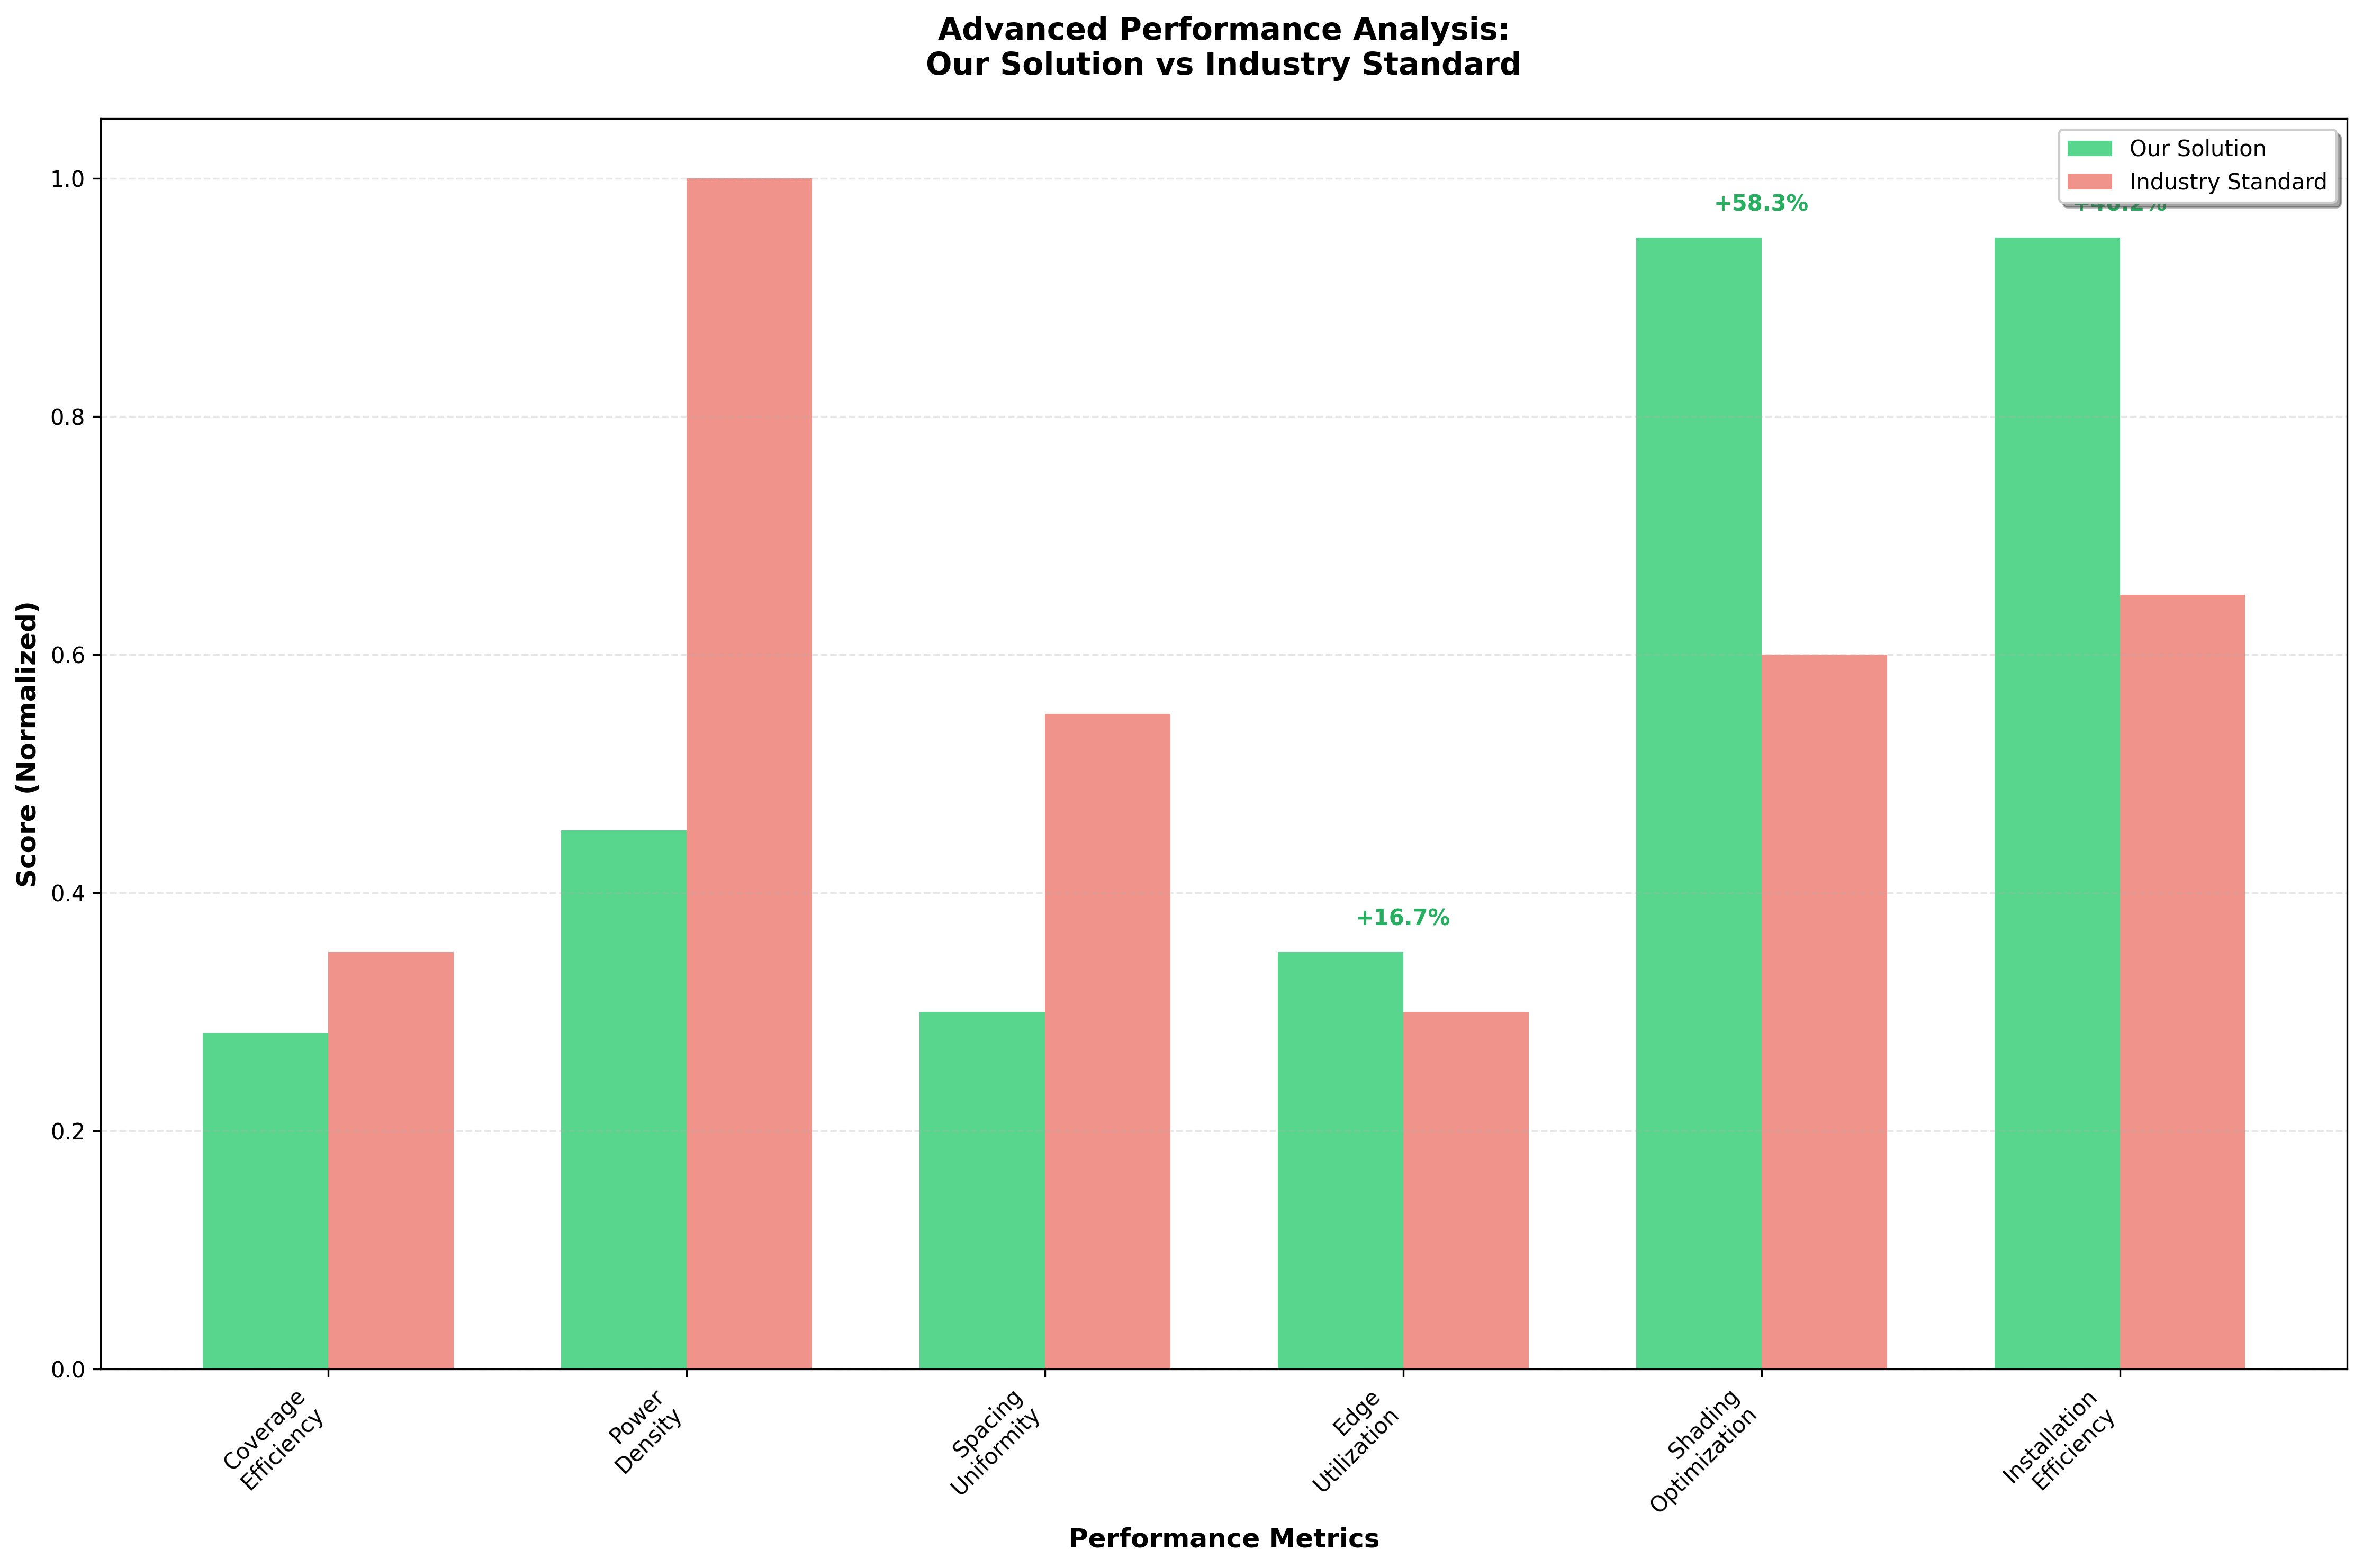 Advanced Performance Analysis:
Our Solution vs Industry Standard
Our Solution
Industry Standard
+58.3%
+16.7%
1.0
0.8
0.6
0.4
0.2
0.0
Score (Normalized)
Coverage
Efficiency
Power
Density
Spacing
Uniformity
Edge
Utilization
Shading
Optimization
Installation
Efficiency
Performance Metrics